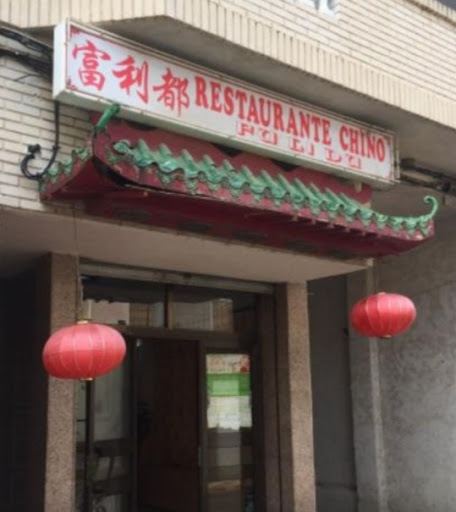 富利都 RESTAURANTE CHINO
FU LI DU